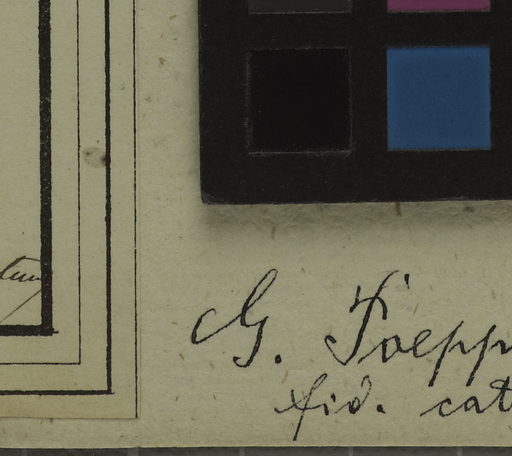 G. Poepp
fid. cat